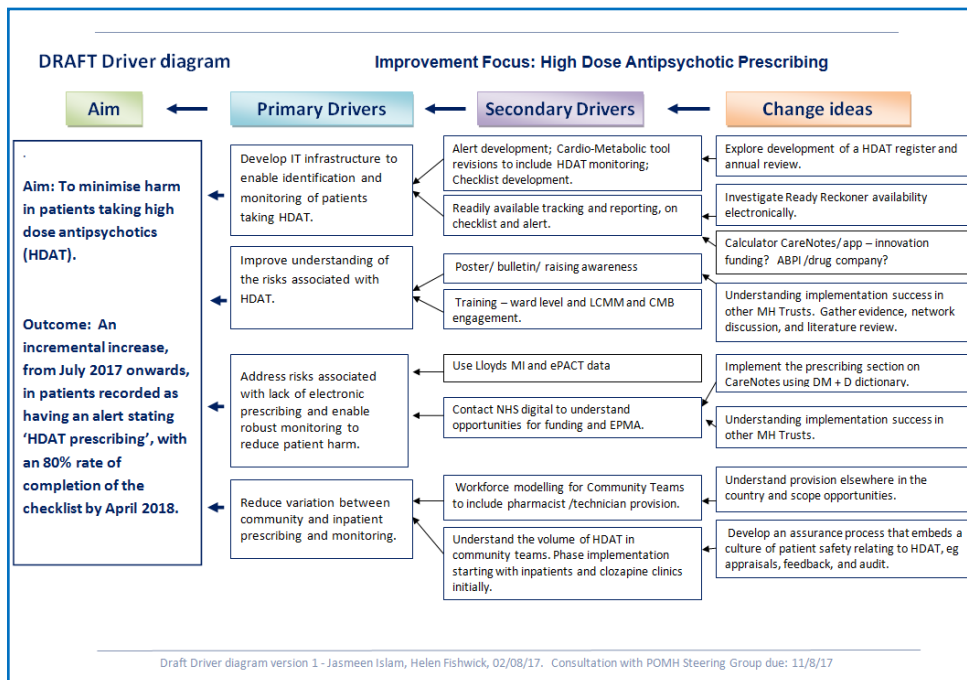 DRAFT Driver diagram
Improvement Focus: High Dose Antipsychotic Prescribing
Aim
Primary Drivers
Secondary Drivers
Change ideas
.
Aim: To minimise harm
in patients taking high
dose antipsychotics
(HDAT).
Outcome: An
incremental increase,
from July 2017 onwards,
in patients recorded as
having an alert stating
‘HDAT prescribing’, with
an 80% rate of
completion of the
checklist by April 2018.
Develop IT infrastructure to
enable identification and
monitoring of patients
taking HDAT.
Improve understanding of
the risks associated with
HDAT.
Address risks associated
with lack of electronic
prescribing and enable
robust monitoring to
reduce patient harm.
Reduce variation between
community and inpatient
prescribing and monitoring.
Alert development; Cardio-Metabolic tool
revisions to include HDAT monitoring;
Checklist development.
Readily available tracking and reporting, on
checklist and alert.
Poster/ bulletin/ raising awareness
Training – ward level and LCMM and CMB
engagement.
Use Lloyds MI and ePACT data
Contact NHS digital to understand
opportunities for funding and EPMA.
Workforce modelling for Community Teams
to include pharmacist /technician provision.
Understand the volume of HDAT in
community teams. Phase implementation
starting with inpatients and clozapine clinics
initially.
Explore development of a HDAT register and
annual review.
Investigate Ready Reckoner availability
electronically.
Calculator CareNotes/ app – innovation
funding? ABPI /drug company?
Understanding implementation success in
other MH Trusts. Gather evidence, network
discussion, and literature review.
Implement the prescribing section on
CareNotes using DM + D dictionary.
Understanding implementation success in
other MH Trusts.
Understand provision elsewhere in the
country and scope opportunities.
Develop an assurance process that embeds a
culture of patient safety relating to HDAT, eg
appraisals, feedback, and audit.
Draft Driver diagram version 1 - Jasmeen Islam, Helen Fishwick, 02/08/17. Consultation with POMH Steering Group due: 11/8/17